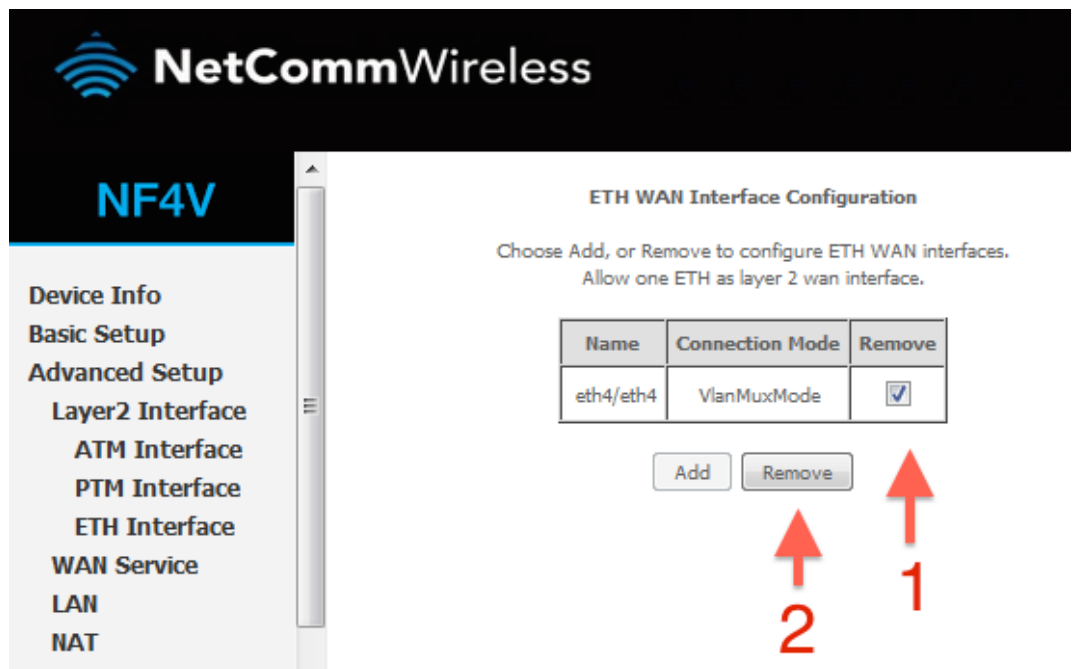 NetCommWireless
NF4V
Device Info
Basic Setup
Advanced Setup
Layer2 Interface
ATM Interface
PTM Interface
ETH Interface
WAN Service
LAN
NAT
ETH WAN Interface Configuration
Choose Add, or Remove to configure ETH WAN interfaces.
Allow one ETH as layer 2 wan interface.
Name Connection Mode Remove
eth4/eth4 VlanMuxMode
Add Remove
1
2